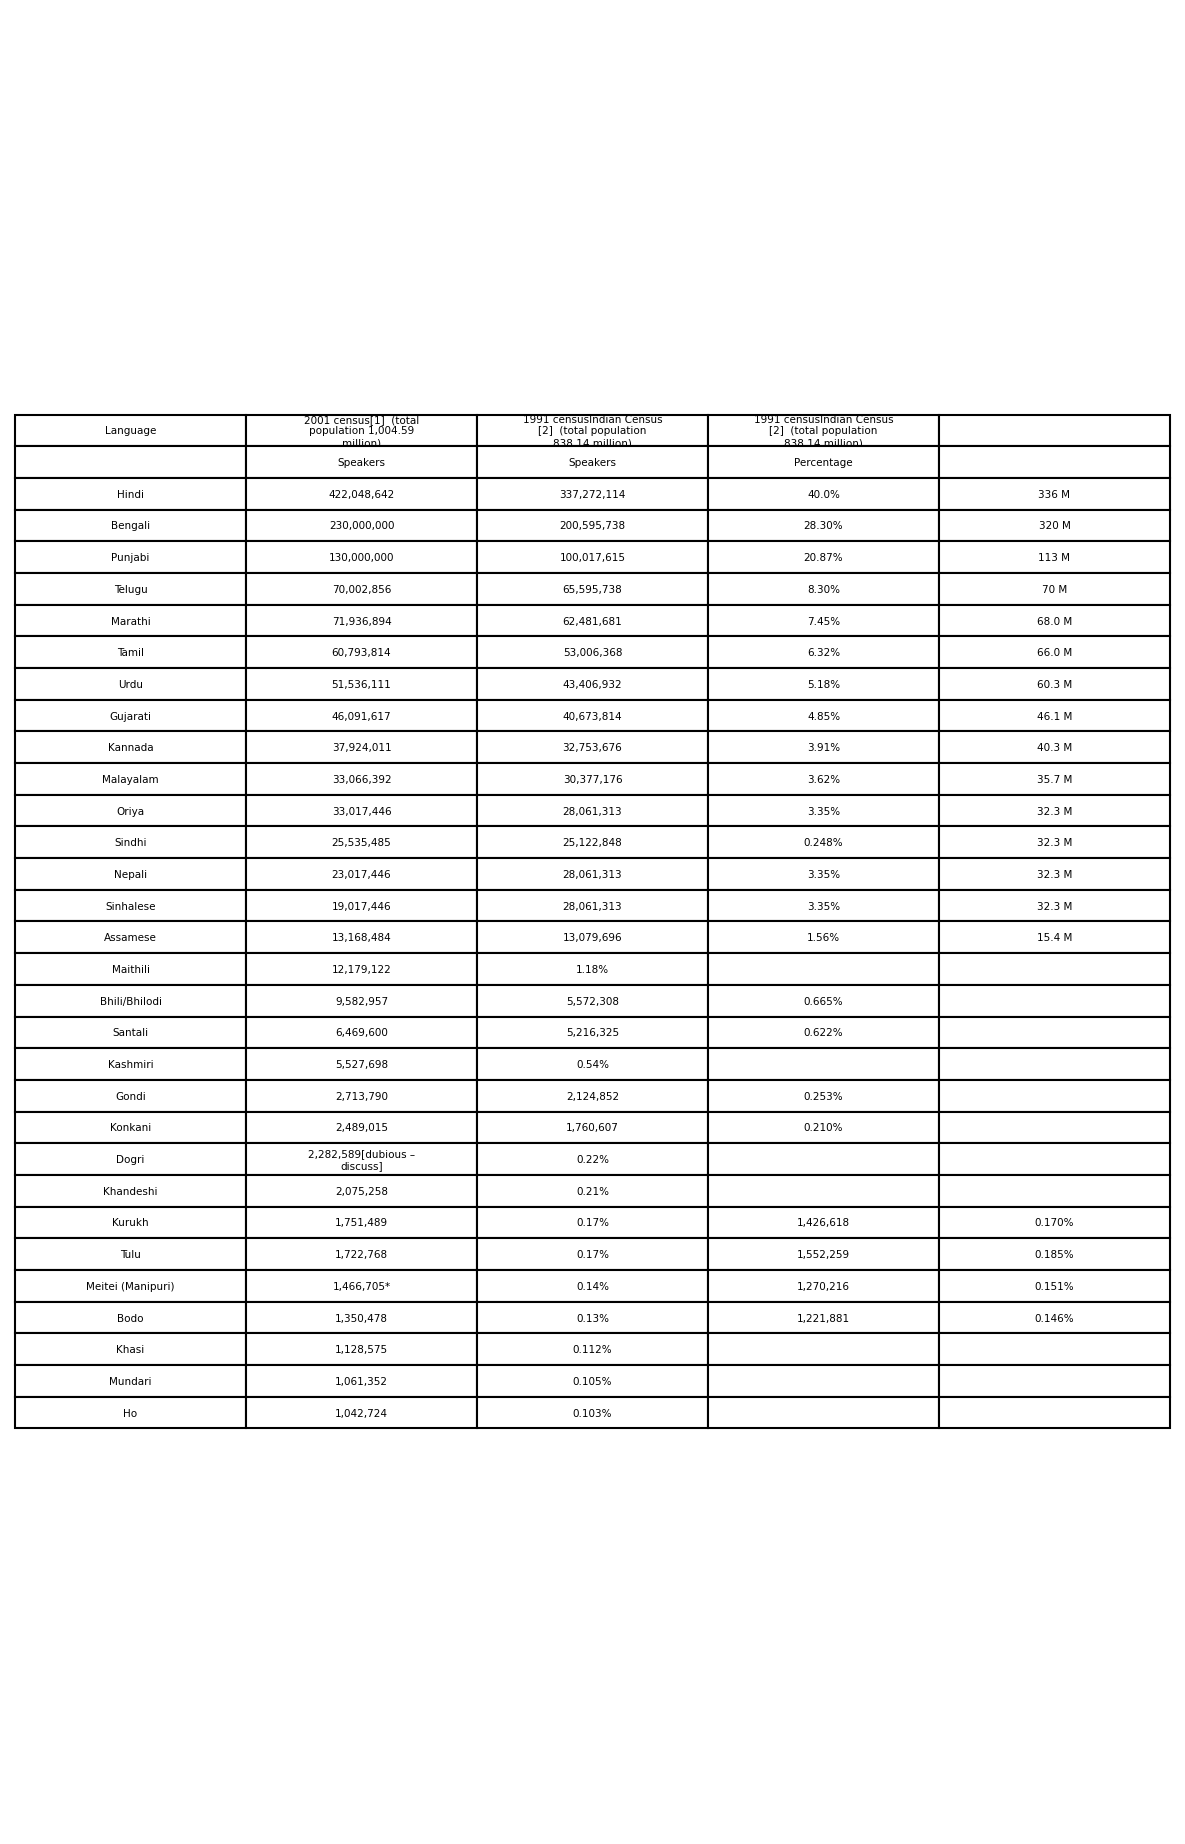 Language 2001 census[1]  (total population 1,004.59 million) 1991 censusIndian Census [2]  (total population 838.14 million) 1991 censusIndian Census [2]  (total population 838.14 million)
Speakers Speakers Percentage
Hindi 422,048,642 337,272,114 40.0% 336 M
Bengali 230,000,000 200,595,738 28.30% 320 M
Punjabi 130,000,000 100,017,615 20.87% 113 M
Telugu 70,002,856 65,595,738 8.30% 70 M
Marathi 71,936,894 62,481,681 7.45% 68.0 M
Tamil 60,793,814 53,006,368 6.32% 66.0 M
Urdu 51,536,111 43,406,932 5.18% 60.3 M
Gujarati 46,091,617 40,673,814 4.85% 46.1 M
Kannada 37,924,011 32,753,676 3.91% 40.3 M
Malayalam 33,066,392 30,377,176 3.62% 35.7 M
Oriya 33,017,446 28,061,313 3.35% 32.3 M
Sindhi 25,535,485 25,122,848 0.248% 32.3 M
Nepali 23,017,446 28,061,313 3.35% 32.3 M
Sinhalese 19,017,446 28,061,313 3.35% 32.3 M
Assamese 13,168,484 13,079,696 1.56% 15.4 M
Maithili 12,179,122 1.18%
Bhili/Bhilodi 9,582,957 5,572,308 0.665%
Santali 6,469,600 5,216,325 0.622%
Kashmiri 5,527,698 0.54%
Gondi 2,713,790 2,124,852 0.253%
Konkani 2,489,015 1,760,607 0.210%
Dogri 2,282,589[dubious – discuss] 0.22%
Khandeshi 2,075,258 0.21%
Kurukh 1,751,489 0.17% 1,426,618 0.170%
Tulu 1,722,768 0.17% 1,552,259 0.185%
Meitei (Manipuri) 1,466,705* 0.14% 1,270,216 0.151%
Bodo 1,350,478 0.13% 1,221,881 0.146%
Khasi 1,128,575 0.112%
Mundari 1,061,352 0.105%
Ho 1,042,724 0.103%